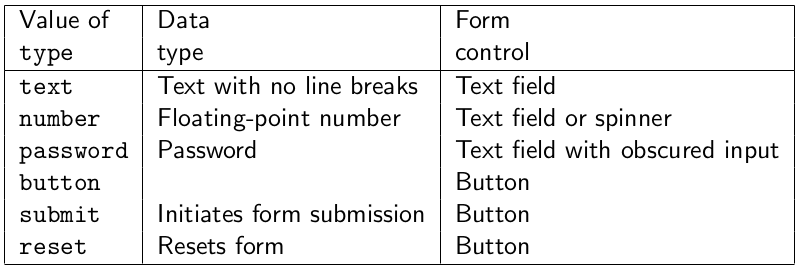 Value of Data Form
type type control
text Text with no line breaks Text field
number Floating-point number Text field or spinner
password Password Text field with obscured input
button Button
submit Initiates form submission Button
reset Resets form Button